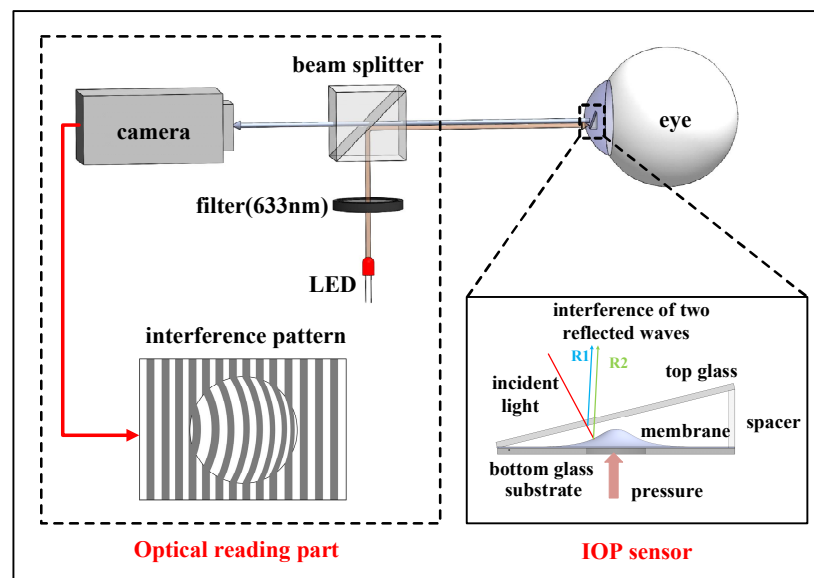 beam splitter
camera
eye
filter(633nm)
LED
interference pattern
Optical reading part
interference of two
reflected waves
R1
R2
top glass
incident
light
spacer
membrane
bottom glass
substrate
pressure
IOP sensor